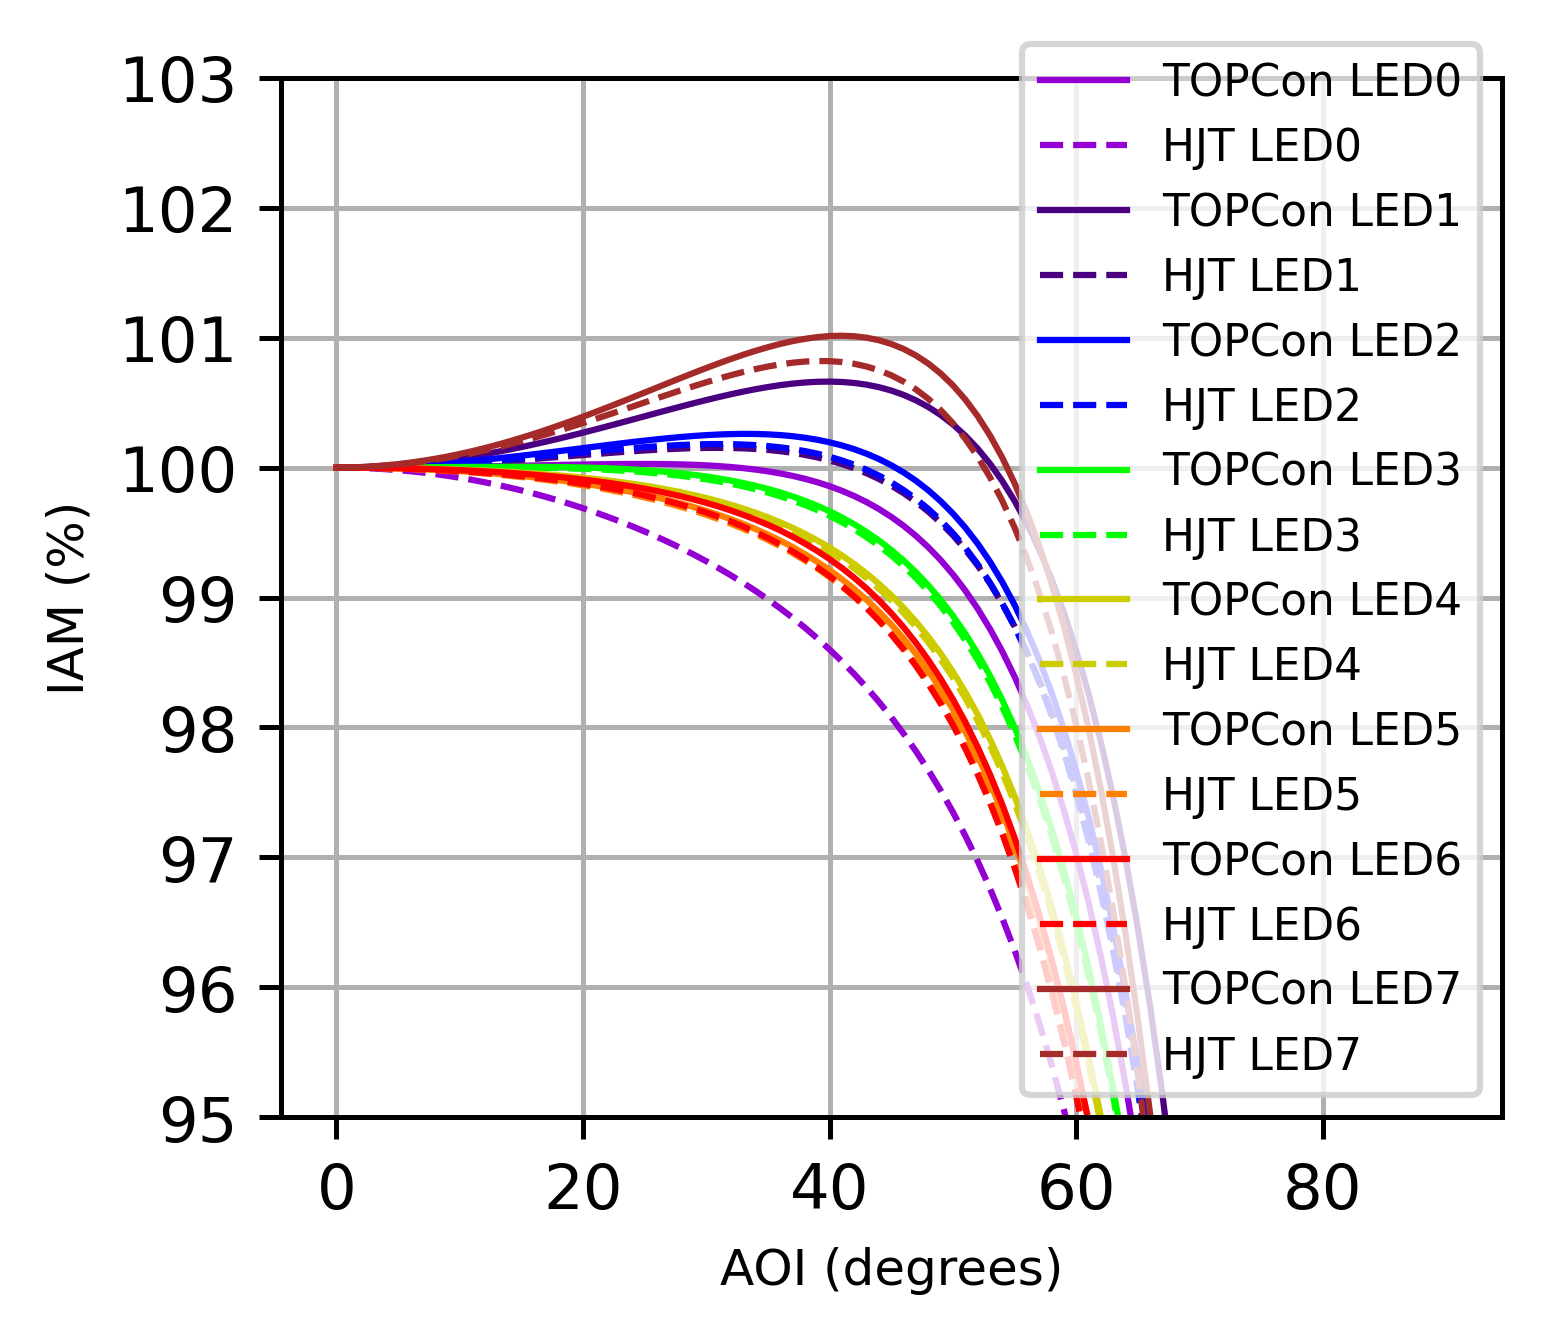 103
102
101
100
99
98
97
96
95
IAM (%)
0 20 40 60 80
AOI (degrees)
TOPCon LED0
HJT LED0
TOPCon LED1
HJT LED1
TOPCon LED2
HJT LED2
TOPCon LED3
HJT LED3
TOPCon LED4
HJT LED4
TOPCon LED5
HJT LED5
TOPCon LED6
HJT LED6
TOPCon LED7
HJT LED7